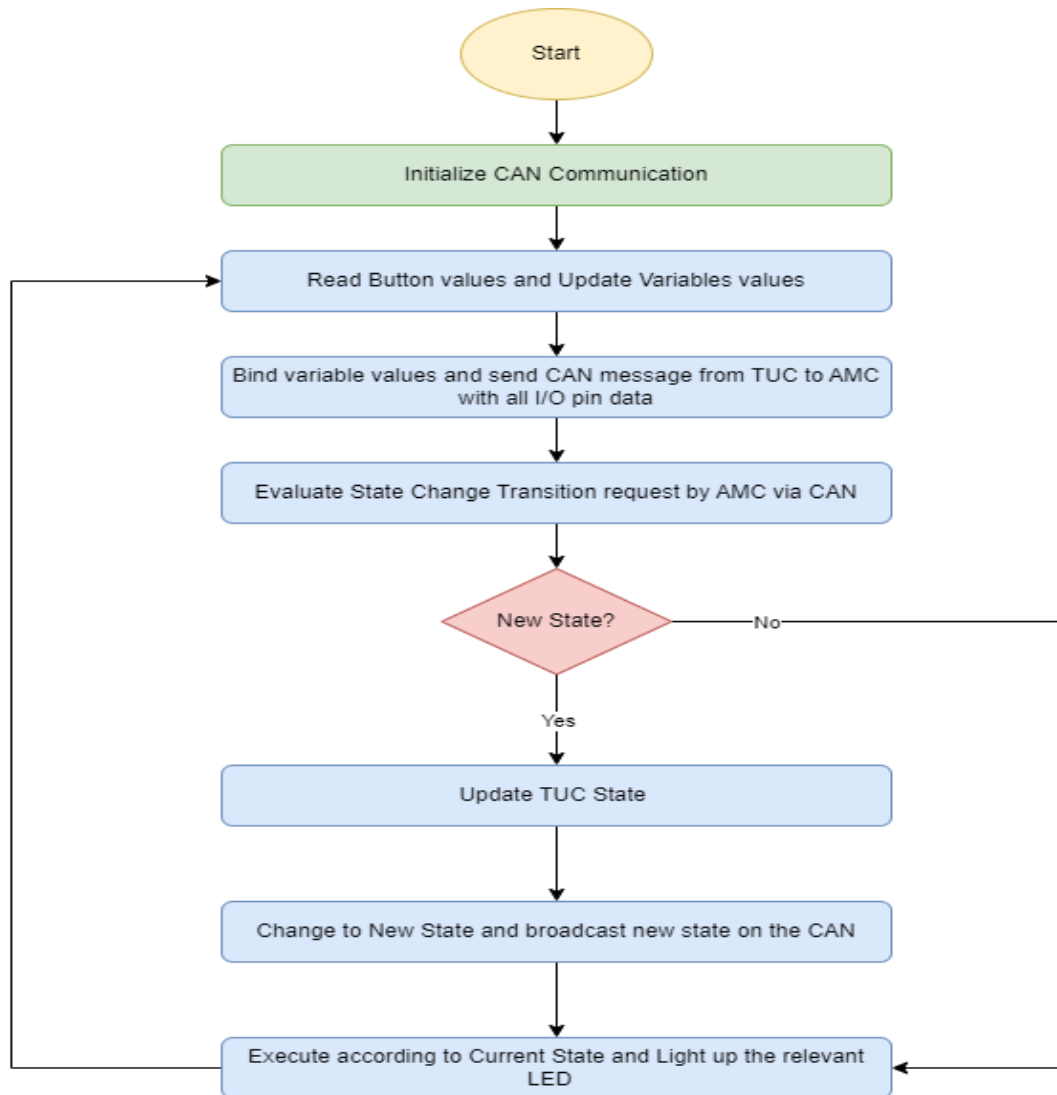 Start
Initialize CAN Communication
Read Button values and Update Variables values
Bind variable values and send CAN message from TUC to AMC
with all I/O pin data
Evaluate State Change Transition request by AMC via CAN
New State?
No
Yes
Update TUC State
Change to New State and broadcast new state on the CAN
Execute according to Current State and Light up the relevant
LED